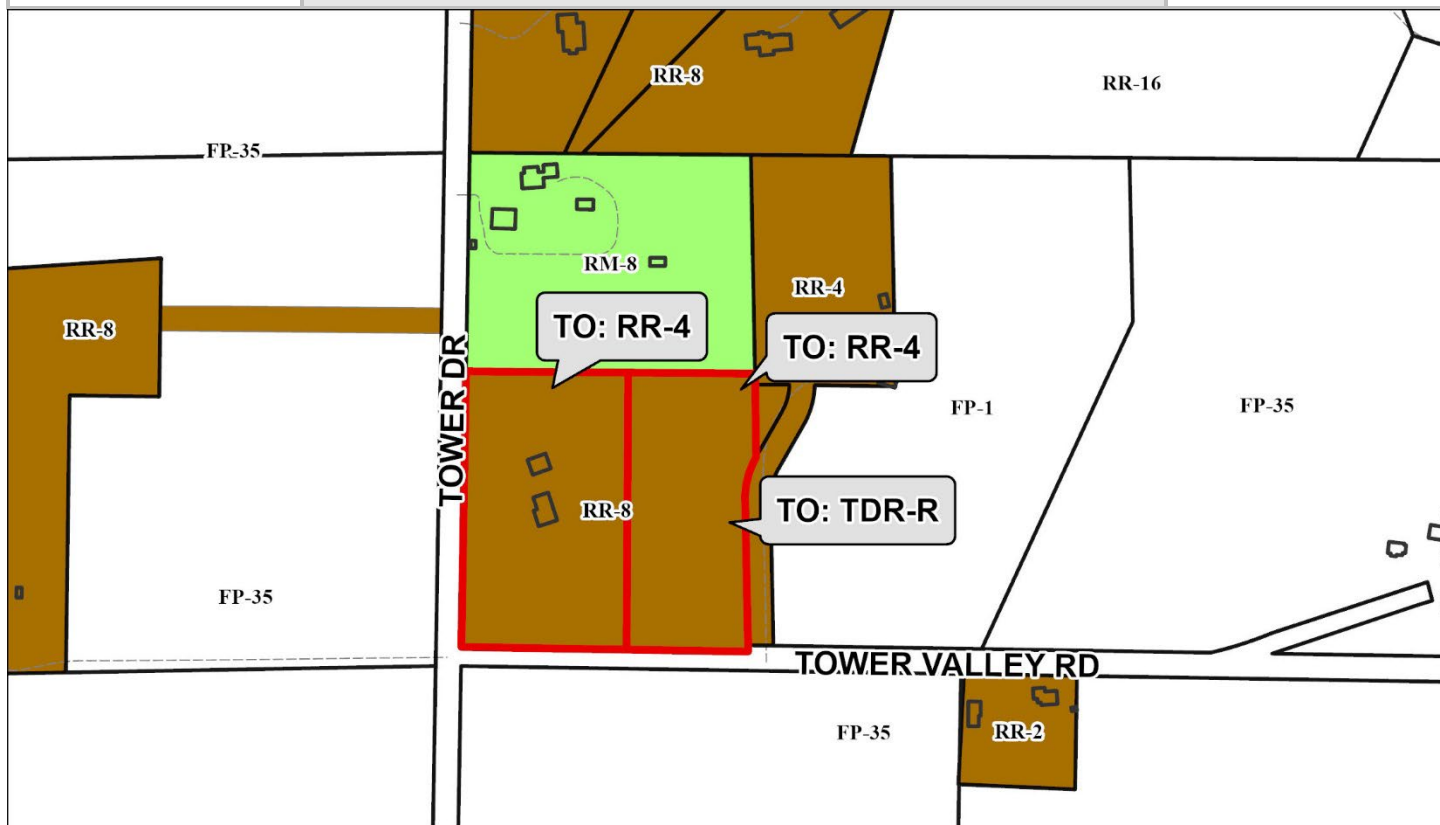 RR-8
RR-16
FP-35
RM-8
RR-4
RR-8
TO: RR-4
TO: RR-4
TOWER DR
FP-1
FP-35
RR-8
TO: TDR-R
FP-35
TOWER VALLEY RD
FP-35
RR-2